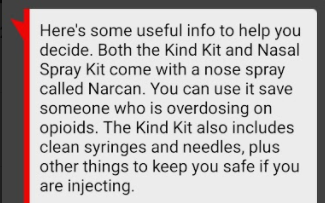 Here's some useful info to help you
decide. Both the Kind Kit and Nasal
Spray Kit come with a nose spray
called Narcan. You can use it save
someone who is overdosing on
opioids. The Kind Kit also includes
clean syringes and needles, plus
other things to keep you safe if you
are injecting.